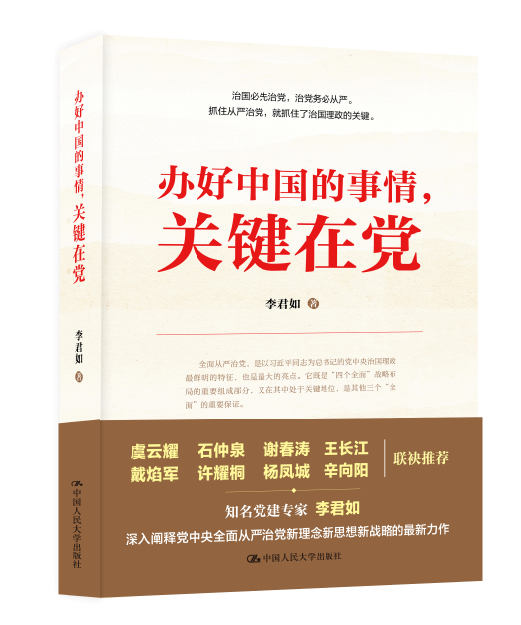 办好中国的事情，关键在党
李君如 著
中国人民大学出版社
治国必先治党，治党务必从严。
抓住从严治党，就抓住了治国理政的关键。
办好中国的事情，
关键在党
李君如 著
全面从严治党，是以习近平同志为总书记的党中央治国理政
最鲜明的特征，也是最大的亮点。它既是“四个全面”战略布
局的重要组成部分，又在其中处于关键地位，是其他三个“全
面”的重要保证。
虞云耀 石仲泉 谢春涛 王长江
戴焰军 许耀桐 杨凤城 辛向阳
联袂推荐
知名党建专家 李君如
深入阐释党中央全面从严治党新理念新思想新战略的最新力作
中国人民大学出版社